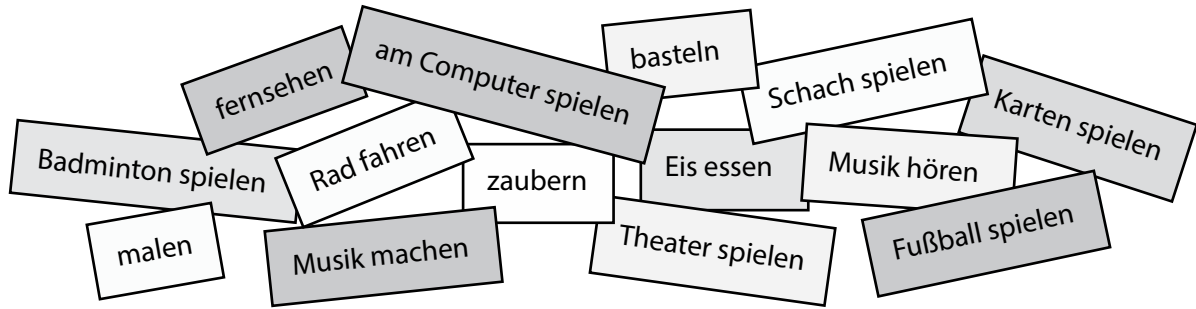 fernsehen
am Computer spielen
basteln
Schach spielen
Karten spielen
Badminton spielen
Rad fahren
zaubern
Eis essen
Musik hören
malen
Musik machen
Theater spielen
Fußball spielen